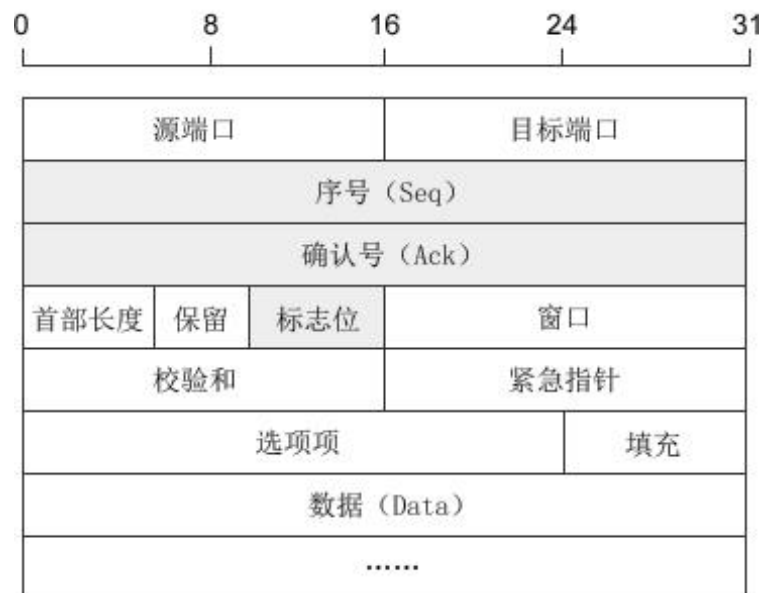 0 8 16 24 31
源端口 目标端口
序号（Seq）
确认号（Ack）
首部长度 保留 标志位 窗口
校验和 紧急指针
选项项 填充
数据（Data）
……